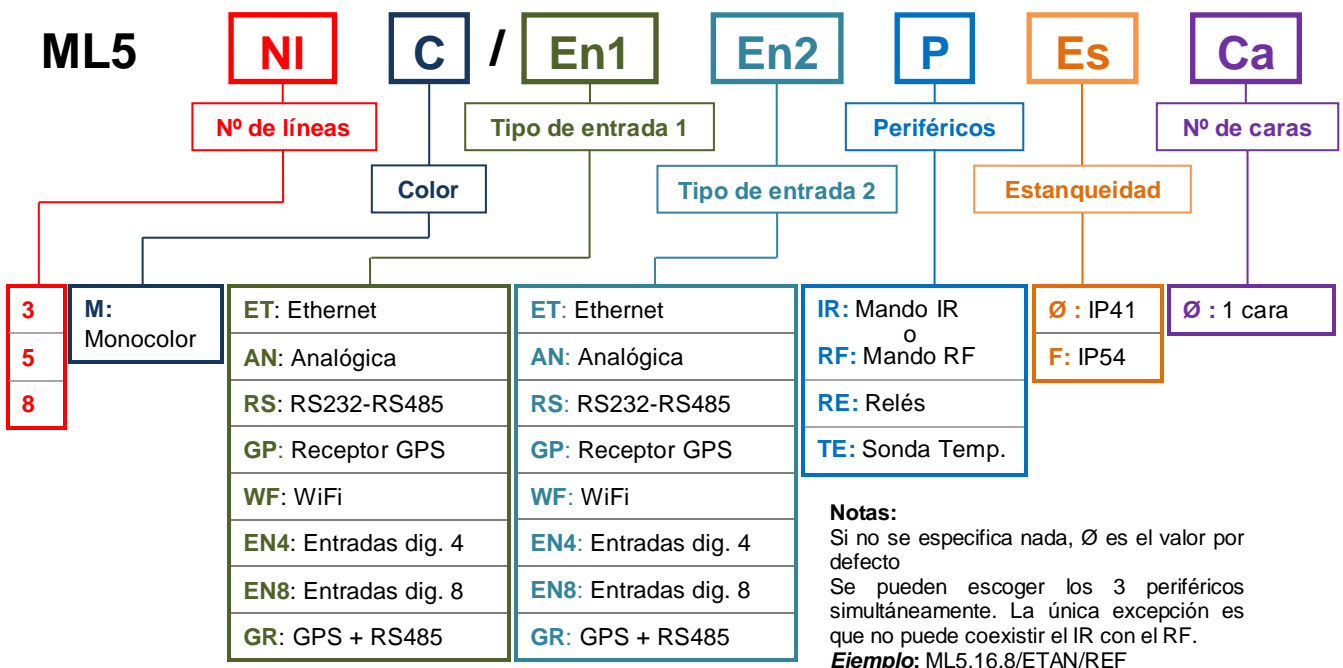 ML5 NI C / En1 En2 P Es Ca
Nº de líneas
Tipo de entrada 1
Periféricos
Nº de caras
Color
Tipo de entrada 2
Estanqueidad
3
5
8
M:
Monocolor
ET: Ethernet
AN: Analógica
RS: RS232-RS485
GP: Receptor GPS
WF: WiFi
EN4: Entradas dig. 4
EN8: Entradas dig. 8
GR: GPS + RS485
ET: Ethernet
AN: Analógica
RS: RS232-RS485
GP: Receptor GPS
WF: WiFi
EN4: Entradas dig. 4
EN8: Entradas dig. 8
GR: GPS + RS485
IR: Mando IR
o
RF: Mando RF
RE: Relés
TE: Sonda Temp.
Ø : IP41
F: IP54
Ø : 1 cara
Notas:
Si no se especifica nada, Ø es el valor por
defecto
Se pueden escoger los 3 periféricos
simultáneamente. La única excepción es
que no puede coexistir el IR con el RF.
Ejemplo: ML5.16.8/ETAN/REF